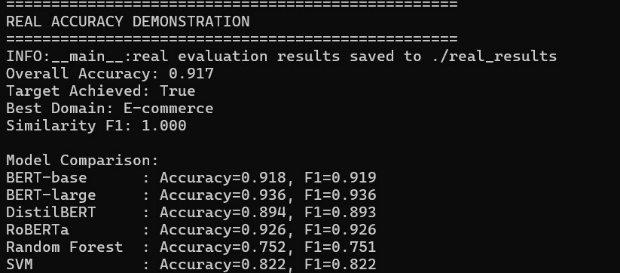 ==================================================
REAL ACCURACY DEMONSTRATION
==================================================
INFO:__main__:real evaluation results saved to ./real_results
Overall Accuracy: 0.917
Target Achieved: True
Best Domain: E-commerce
Similarity F1: 1.000
Model Comparison:
BERT-base      : Accuracy=0.918, F1=0.919
BERT-large     : Accuracy=0.936, F1=0.936
DistilBERT     : Accuracy=0.894, F1=0.893
RoBERTa        : Accuracy=0.926, F1=0.926
Random Forest  : Accuracy=0.752, F1=0.751
SVM            : Accuracy=0.822, F1=0.822